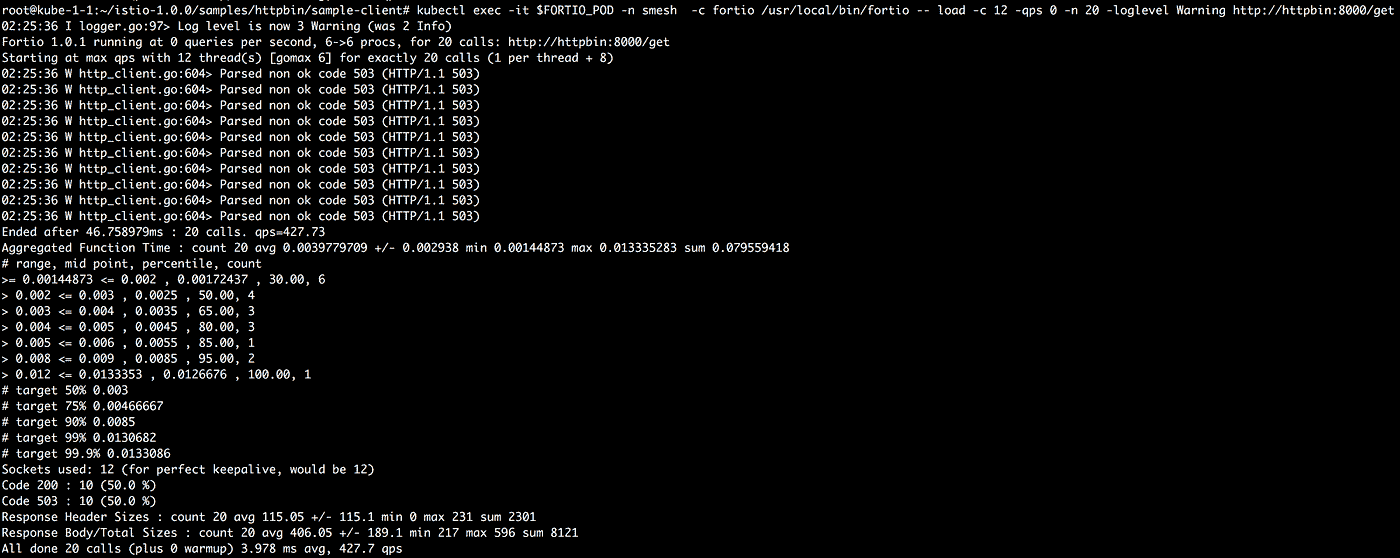 root@kube-1-1:~/istio-1.0.0/samples/httpbin/sample-client# kubectl exec -it $FORTIO_POD -n smesh  -c fortio /usr/local/bin/fortio -- load -c 12 -qps 0 -n 20 -loglevel Warning http://httpbin:8000/get
02:25:36 I logger.go:97> Log level is now 3 Warning (was 2 Info)
Fortio 1.0.1 running at 0 queries per second, 6->6 procs, for 20 calls: http://httpbin:8000/get
Starting at max qps with 12 thread(s) [gomax 6] for exactly 20 calls (1 per thread + 8)
02:25:36 W http_client.go:604> Parsed non ok code 503 (HTTP/1.1 503)
02:25:36 W http_client.go:604> Parsed non ok code 503 (HTTP/1.1 503)
02:25:36 W http_client.go:604> Parsed non ok code 503 (HTTP/1.1 503)
02:25:36 W http_client.go:604> Parsed non ok code 503 (HTTP/1.1 503)
02:25:36 W http_client.go:604> Parsed non ok code 503 (HTTP/1.1 503)
02:25:36 W http_client.go:604> Parsed non ok code 503 (HTTP/1.1 503)
02:25:36 W http_client.go:604> Parsed non ok code 503 (HTTP/1.1 503)
02:25:36 W http_client.go:604> Parsed non ok code 503 (HTTP/1.1 503)
02:25:36 W http_client.go:604> Parsed non ok code 503 (HTTP/1.1 503)
02:25:36 W http_client.go:604> Parsed non ok code 503 (HTTP/1.1 503)
Ended after 46.758979ms : 20 calls. qps=427.73
Aggregated Function Time : count 20 avg 0.0039779709 +/- 0.002938 min 0.00144873 max 0.013335283 sum 0.079559418
# range, mid point, percentile, count
>= 0.00144873 <= 0.002 , 0.00172437 , 30.00, 6
> 0.002 <= 0.003 , 0.0025 , 50.00, 4
> 0.003 <= 0.004 , 0.0035 , 65.00, 3
> 0.004 <= 0.005 , 0.0045 , 80.00, 3
> 0.005 <= 0.006 , 0.0055 , 85.00, 1
> 0.008 <= 0.009 , 0.0085 , 95.00, 2
> 0.012 <= 0.0133353 , 0.0126676 , 100.00, 1
# target 50% 0.003
# target 75% 0.00466667
# target 90% 0.0085
# target 99% 0.0130682
# target 99.9% 0.0133086
Sockets used: 12 (for perfect keepalive, would be 12)
Code 200 : 10 (50.0 %)
Code 503 : 10 (50.0 %)
Response Header Sizes : count 20 avg 115.05 +/- 115.1 min 0 max 231 sum 2301
Response Body/Total Sizes : count 20 avg 406.05 +/- 189.1 min 217 max 596 sum 8121
All done 20 calls (plus 0 warmup) 3.978 ms avg, 427.7 qps